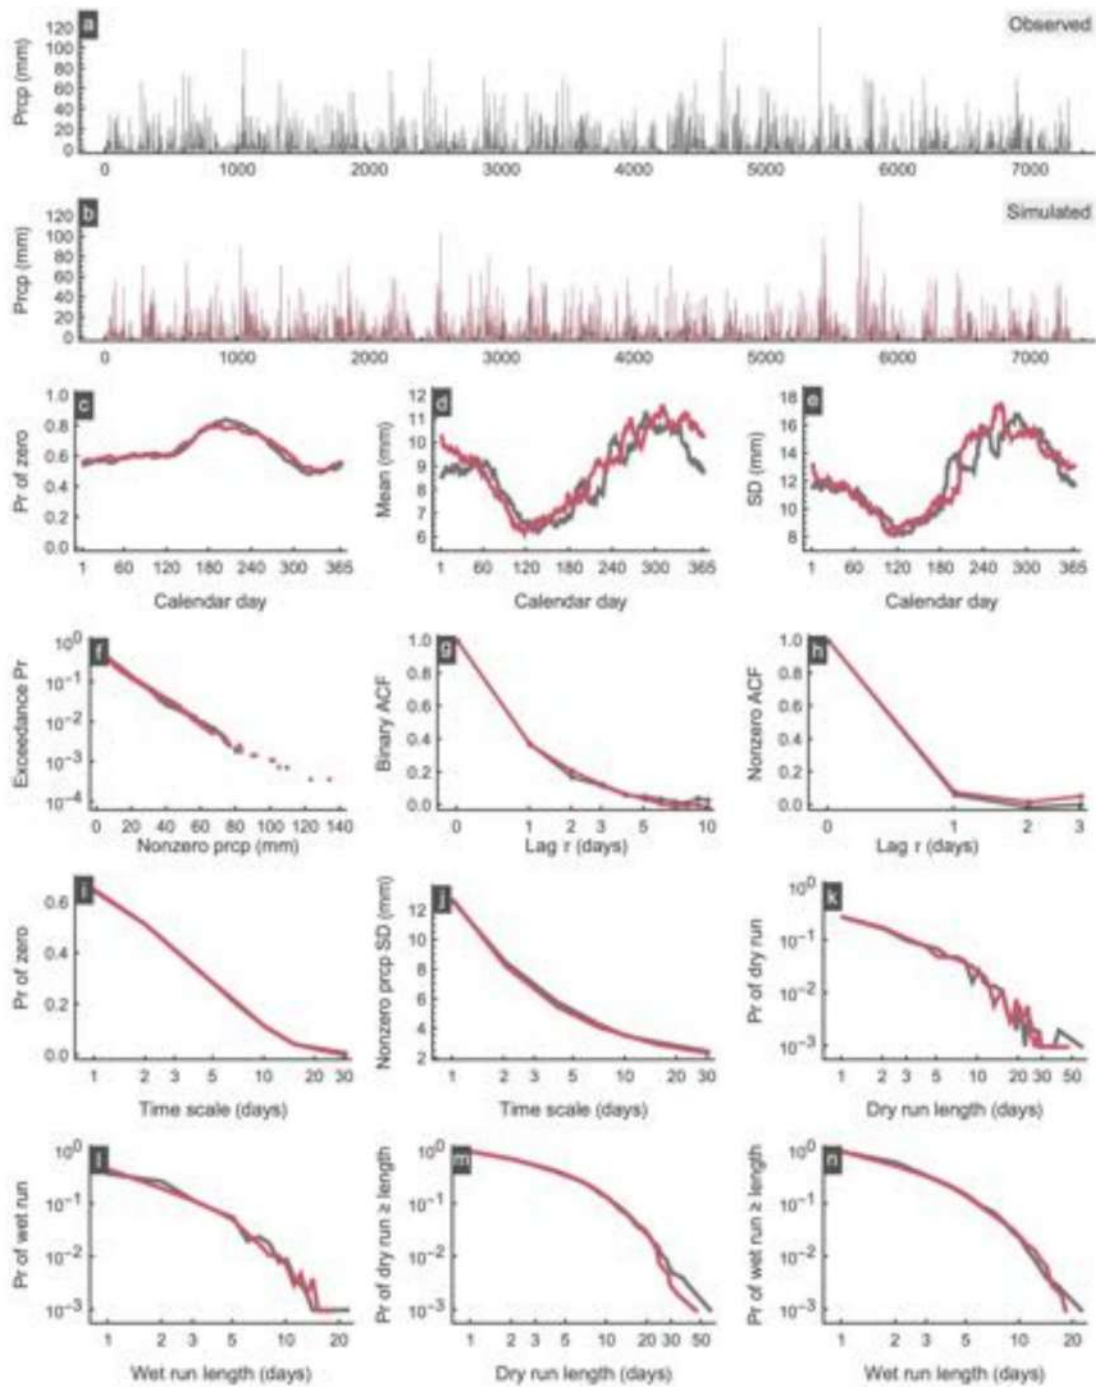 a
Observed
Prcp (mm)
120
100
80
60
40
20
0
0 1000 2000 3000 4000 5000 6000 7000
b
Simulated
Prcp (mm)
120
100
80
60
40
20
0
0 1000 2000 3000 4000 5000 6000 7000
c
Pr of zero
1.0
0.8
0.6
0.4
0.2
0.0
1 60 120 180 240 300 365
Calendar day
d
Mean (mm)
12
11
10
9
8
7
6
1 60 120 180 240 300 365
Calendar day
e
SD (mm)
18
16
14
12
10
8
1 60 120 180 240 300 365
Calendar day
f
Exceedance Pr
10^0
10^-1
10^-2
10^-3
10^-4
0 20 40 60 80 100 120 140
Nonzero prcp (mm)
g
Binary ACF
1.0
0.8
0.6
0.4
0.2
0.0
0 1 2 3 5 10
Lag τ (days)
h
Nonzero ACF
1.0
0.8
0.6
0.4
0.2
0.0
0 1 2 3
Lag τ (days)
i
Pr of zero
0.6
0.4
0.2
0.0
1 2 3 5 10 20 30
Time scale (days)
j
Nonzero prcp SD (mm)
12
10
8
6
4
2
1 2 3 5 10 20 30
Time scale (days)
k
Pr of dry run
10^0
10^-1
10^-2
10^-3
1 2 3 5 10 20 30 50
Dry run length (days)
l
Pr of wet run
10^0
10^-1
10^-2
10^-3
1 2 3 5 10 20
Wet run length (days)
m
Pr of dry run ≥ length
10^0
10^-1
10^-2
10^-3
1 2 3 5 10 20 30 50
Dry run length (days)
n
Pr of wet run ≥ length
10^0
10^-1
10^-2
10^-3
1 2 3 5 10 20
Wet run length (days)